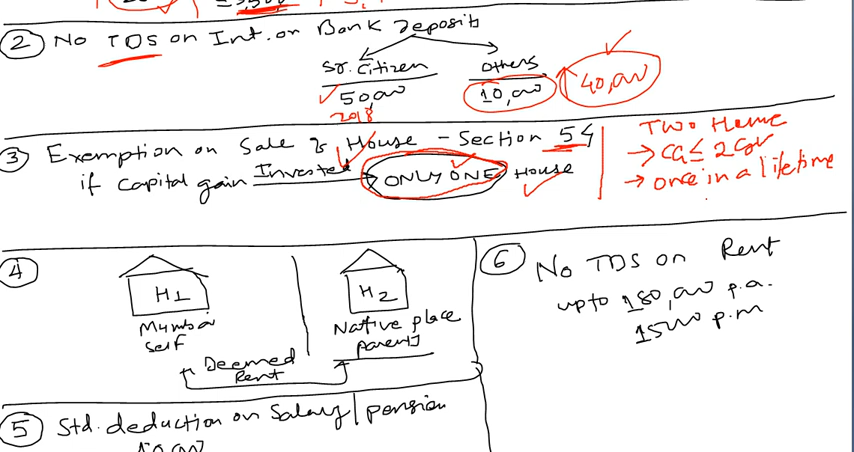 ② No TDS on Int. on Bank Deposits
Sr. Citizen
Others
50,000
10,000
40,000
2018
③ Exemption on Sale of House - Section 54
if capital gain Invested → ONLY ONE House
Two Home
→ CG ≤ 2 Cr
→ once in a lifetime
④
H1
H2
Mumbai
self
Native place
parents
Deemed
Rent
⑤ Std. deduction on Salary/pension
⑥ No TDS on Rent
upto 180,000 p.a.
15000 p.m